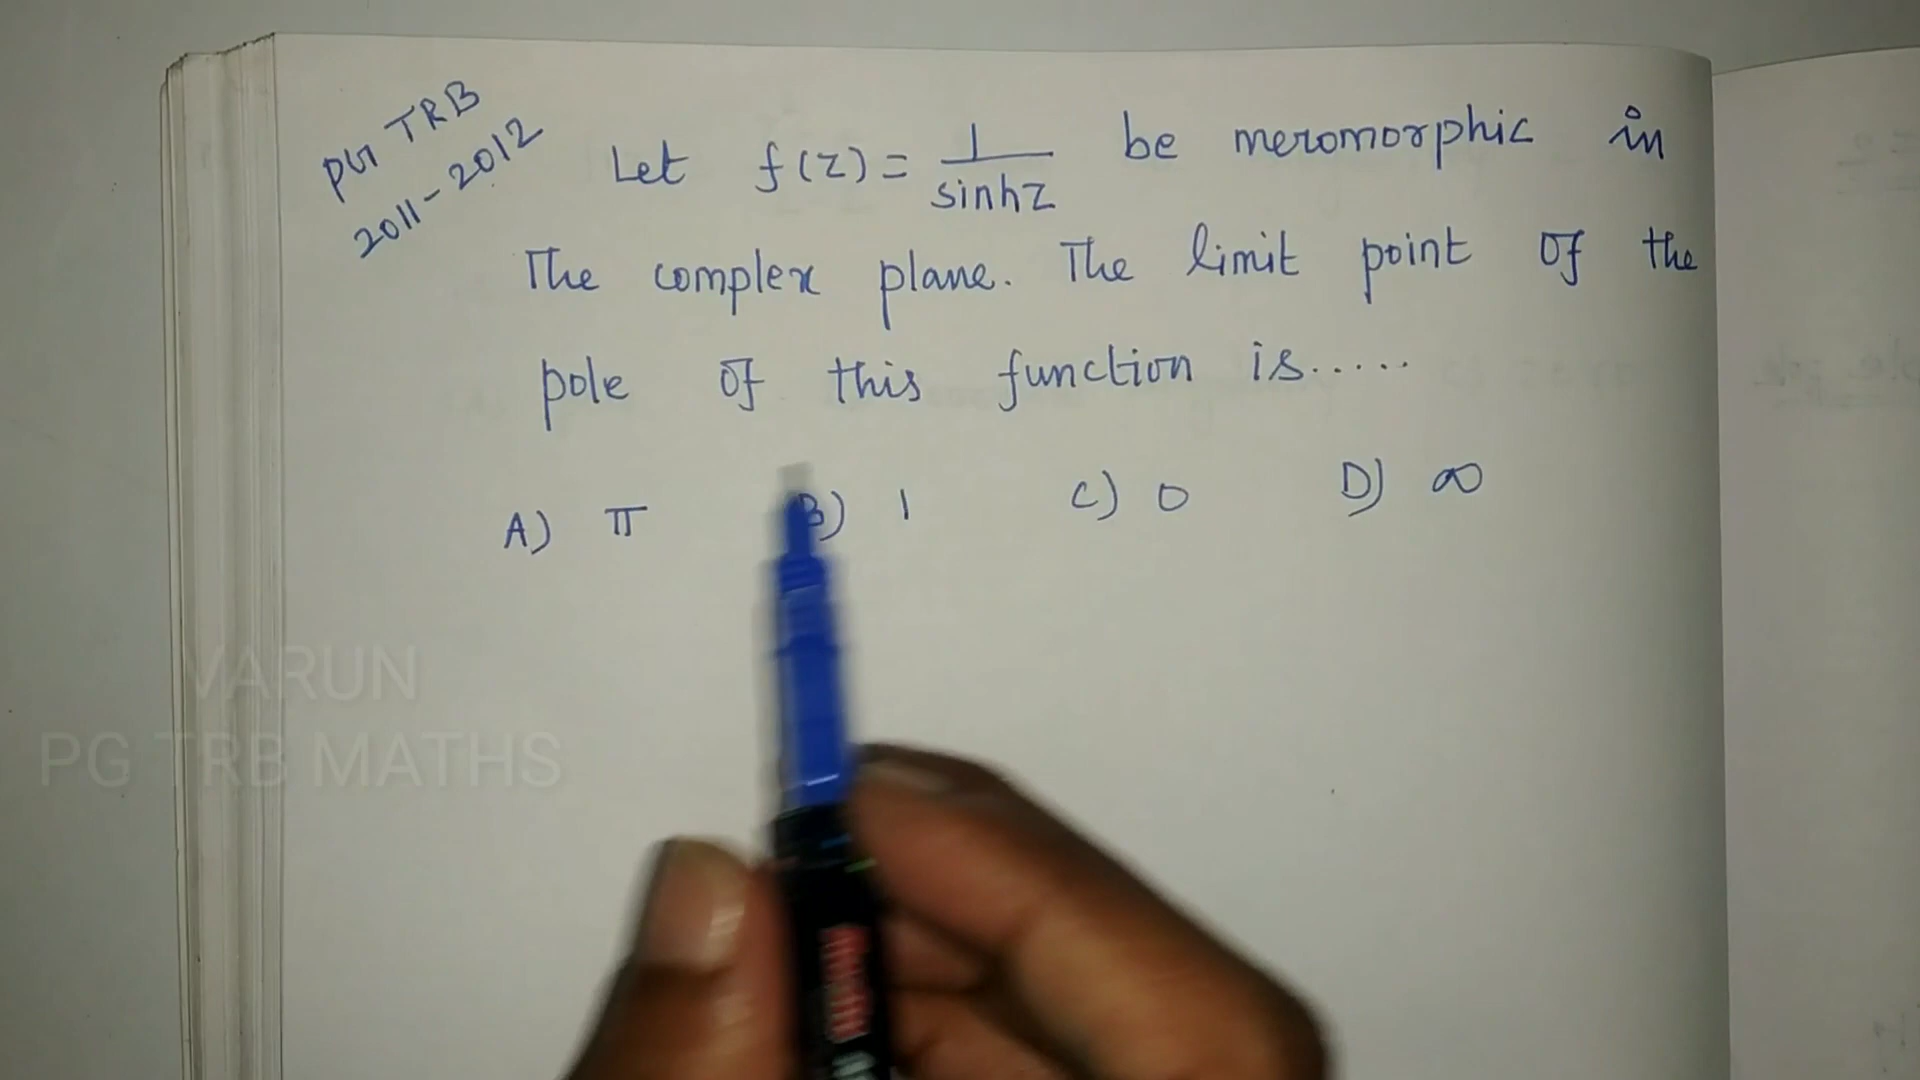 PG TRB
2011-2012
Let f(z) = 1/sinhz be meromorphic in
The complex plane. The limit point of the
pole of this function is.....
A) π B) 1 C) 0 D) ∞
VARUN
PG TRB MATHS